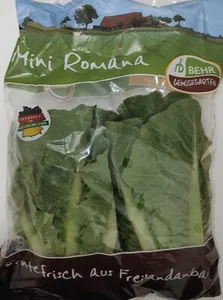 Mini Romana
BEHR
GEMÜSEGARTEN
Erntefrisch aus Freilandanbau